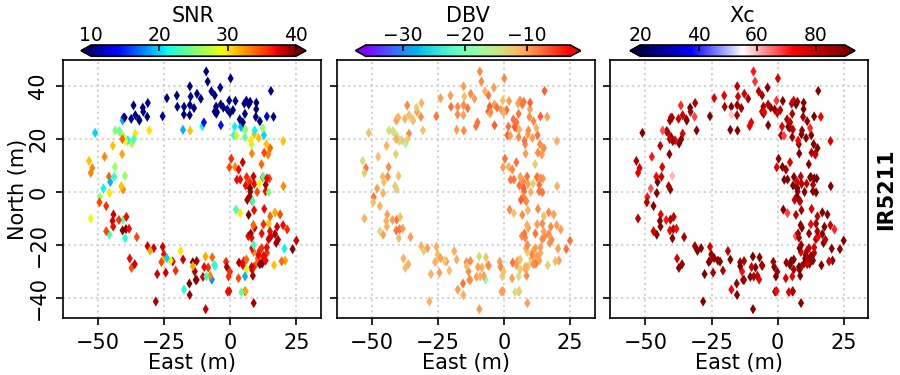 SNR DBV Xc
10 20 30 40 −30 −20 −10 20 40 60 80
North (m)
40
20
0
−20
−40
IR5211
−50 −25 0 25 −50 −25 0 25 −50 −25 0 25
East (m) East (m) East (m)